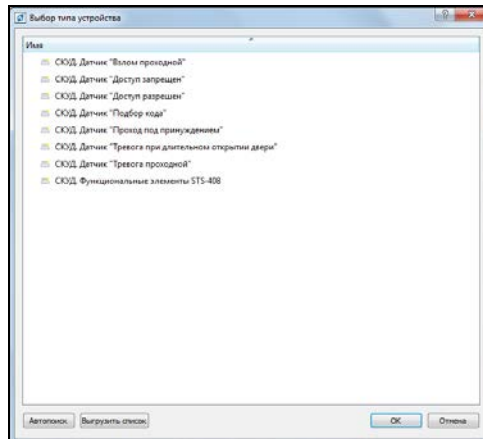 Выбор типа устройства
Имя
СКУД. Датчик "Взлом проходной"
СКУД. Датчик "Доступ запрещен"
СКУД. Датчик "Доступ разрешен"
СКУД. Датчик "Подбор кода"
СКУД. Датчик "Проход под принуждением"
СКУД. Датчик "Тревога при длительном открытии двери"
СКУД. Датчик "Тревога проходной"
СКУД. Функциональные элементы STS-408
Автопоиск Выгрузить список OK Отмена